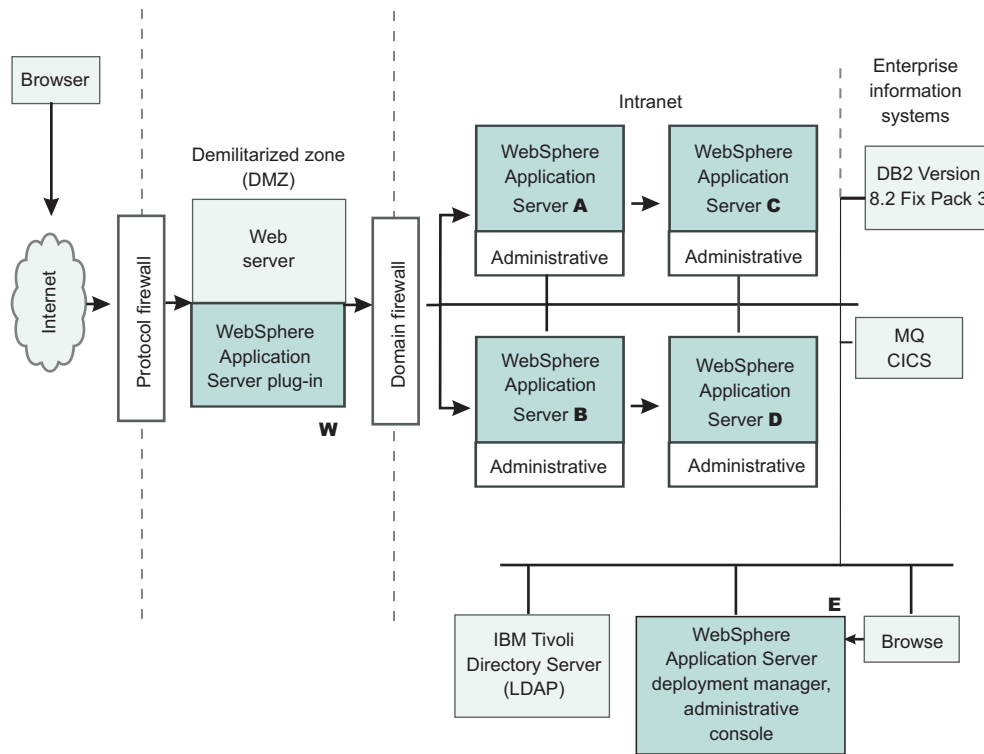 Browser
Internet
Protocol firewall
Demilitarized zone
(DMZ)
Web
server
WebSphere
Application
Server plug-in
W
Domain firewall
Intranet
WebSphere
Application
Server A
Administrative
WebSphere
Application
Server C
Administrative
WebSphere
Application
Server B
Administrative
WebSphere
Application
Server D
Administrative
Enterprise
information
systems
DB2 Version
8.2 Fix Pack 3
MQ
CICS
IBM Tivoli
Directory Server
(LDAP)
E
WebSphere
Application Server
deployment manager,
administrative
console
Browse